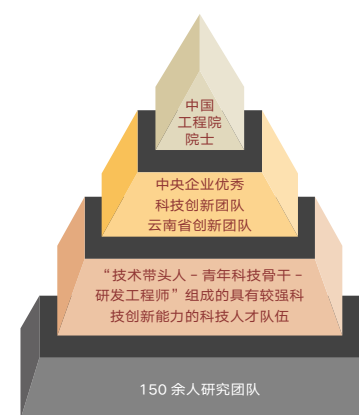 中国
工程院
院士
中央企业优秀
科技创新团队
云南省创新团队
“技术带头人－青年科技骨干－
研发工程师”组成的具有较强科
技创新能力的科技人才队伍
150 余人研究团队